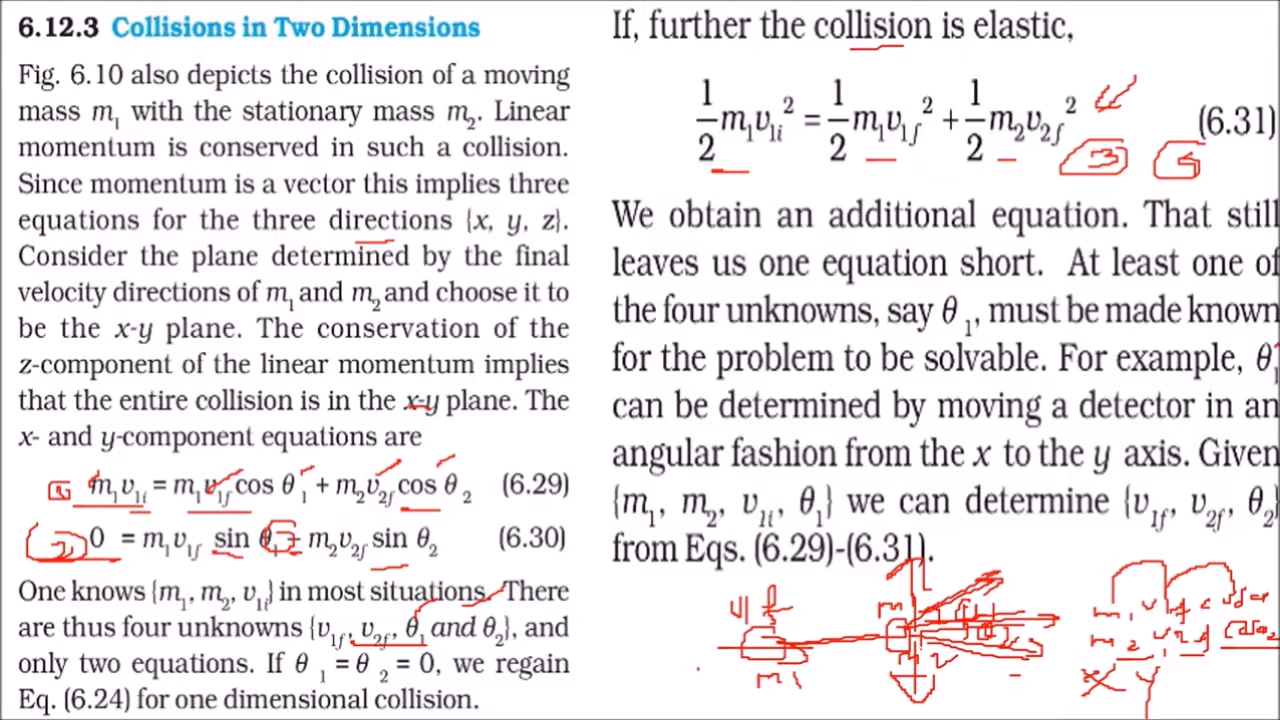 6.12.3 Collisions in Two Dimensions
Fig. 6.10 also depicts the collision of a moving
mass m₁ with the stationary mass m₂. Linear
momentum is conserved in such a collision.
Since momentum is a vector this implies three
equations for the three directions {x, y, z}.
Consider the plane determined by the final
velocity directions of m₁ and m₂ and choose it to
be the x-y plane. The conservation of the
z-component of the linear momentum implies
that the entire collision is in the x-y plane. The
x- and y-component equations are
m₁v₁ᵢ = m₁v₁f cos θ ₁ + m₂v₂f cos θ ₂ (6.29)
0 = m₁v₁f sin θ₁ − m₂v₂f sin θ₂ (6.30)
One knows {m₁, m₂, v₁ᵢ} in most situations. There
are thus four unknowns {v₁f, v₂f, θ₁ and θ₂}, and
only two equations. If θ ₁ = θ ₂ = 0, we regain
Eq. (6.24) for one dimensional collision.
If, further the collision is elastic,
1/2 m₁v₁ᵢ² = 1/2 m₁v₁f² + 1/2 m₂v₂f² (6.31)
3
We obtain an additional equation. That still
leaves us one equation short. At least one of
the four unknowns, say θ ₁, must be made known
for the problem to be solvable. For example, θ₁
can be determined by moving a detector in an
angular fashion from the x to the y axis. Given
{m₁, m₂, v₁ᵢ, θ₁} we can determine {v₁f, v₂f, θ₂}
from Eqs. (6.29)-(6.31).
m₁
X Y